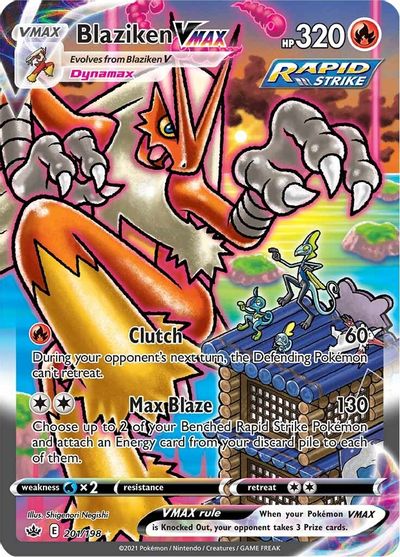 VMAX Blaziken VMAX HP 320
Evolves from Blaziken V
Dynamax
RAPID STRIKE
Clutch 60
During your opponent's next turn, the Defending Pokémon
can't retreat.
Max Blaze 130
Choose up to 2 of your Benched Rapid Strike Pokémon
and attach an Energy card from your discard pile to each
of them.
weakness ×2 resistance retreat
Illus. Shigenori Negishi
E 201/198
VMAX rule When your Pokémon VMAX
is Knocked Out, your opponent takes 3 Prize cards.
©2021 Pokémon / Nintendo / Creatures / GAME FREAK